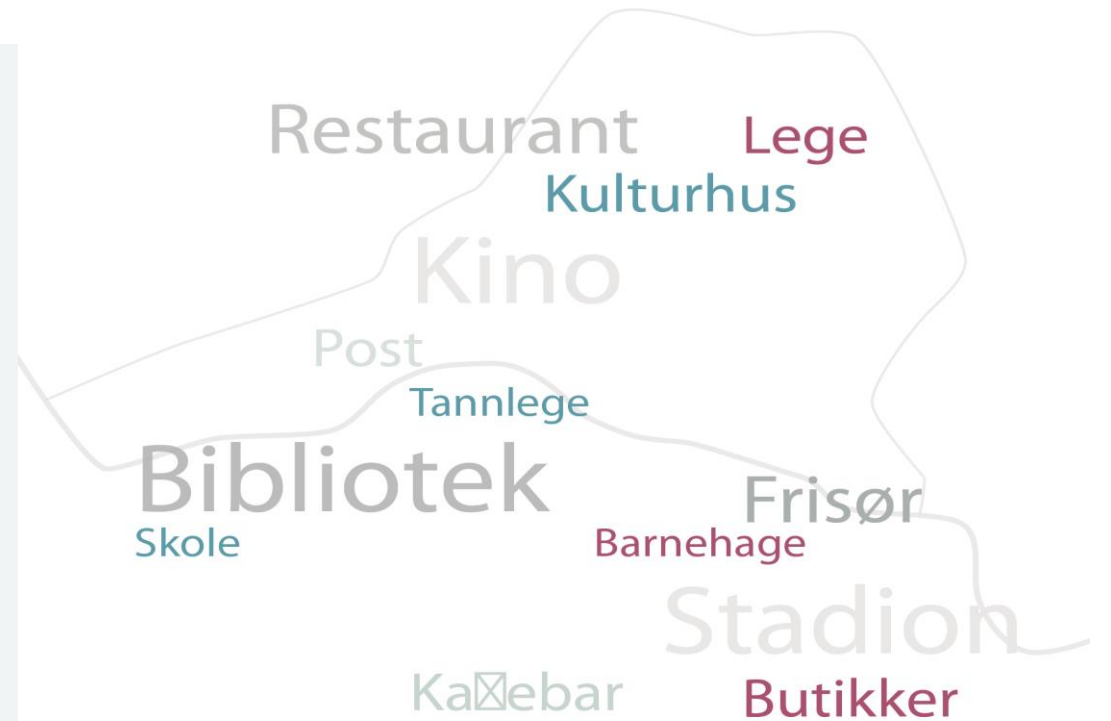 Restaurant
Lege
Kulturhus
Kino
Post
Tannlege
Bibliotek
Frisør
Skole
Barnehage
Stadion
Butikker